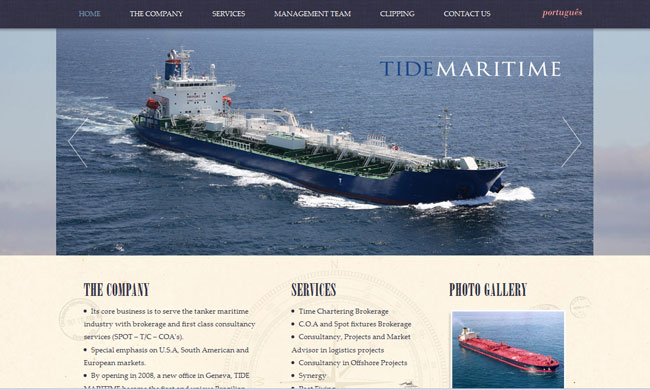 HOME THE COMPANY SERVICES MANAGEMENT TEAM CLIPPING CONTACT US português
TIDEMARITIME
THE COMPANY
Its core business is to serve the tanker maritime
industry with brokerage and first class consultancy
services (SPOT – T/C – COA's).
Special emphasis on U.S.A, South American and
European markets.
By opening in 2008, a new office in Geneva, TIDE
SERVICES
Time Chartering Brokerage
C.O.A and Spot fixtures Brokerage
Consultancy, Projects and Market
Advisor in logistics projects
Consultancy in Offshore Projects
Synergy
PHOTO GALLERY